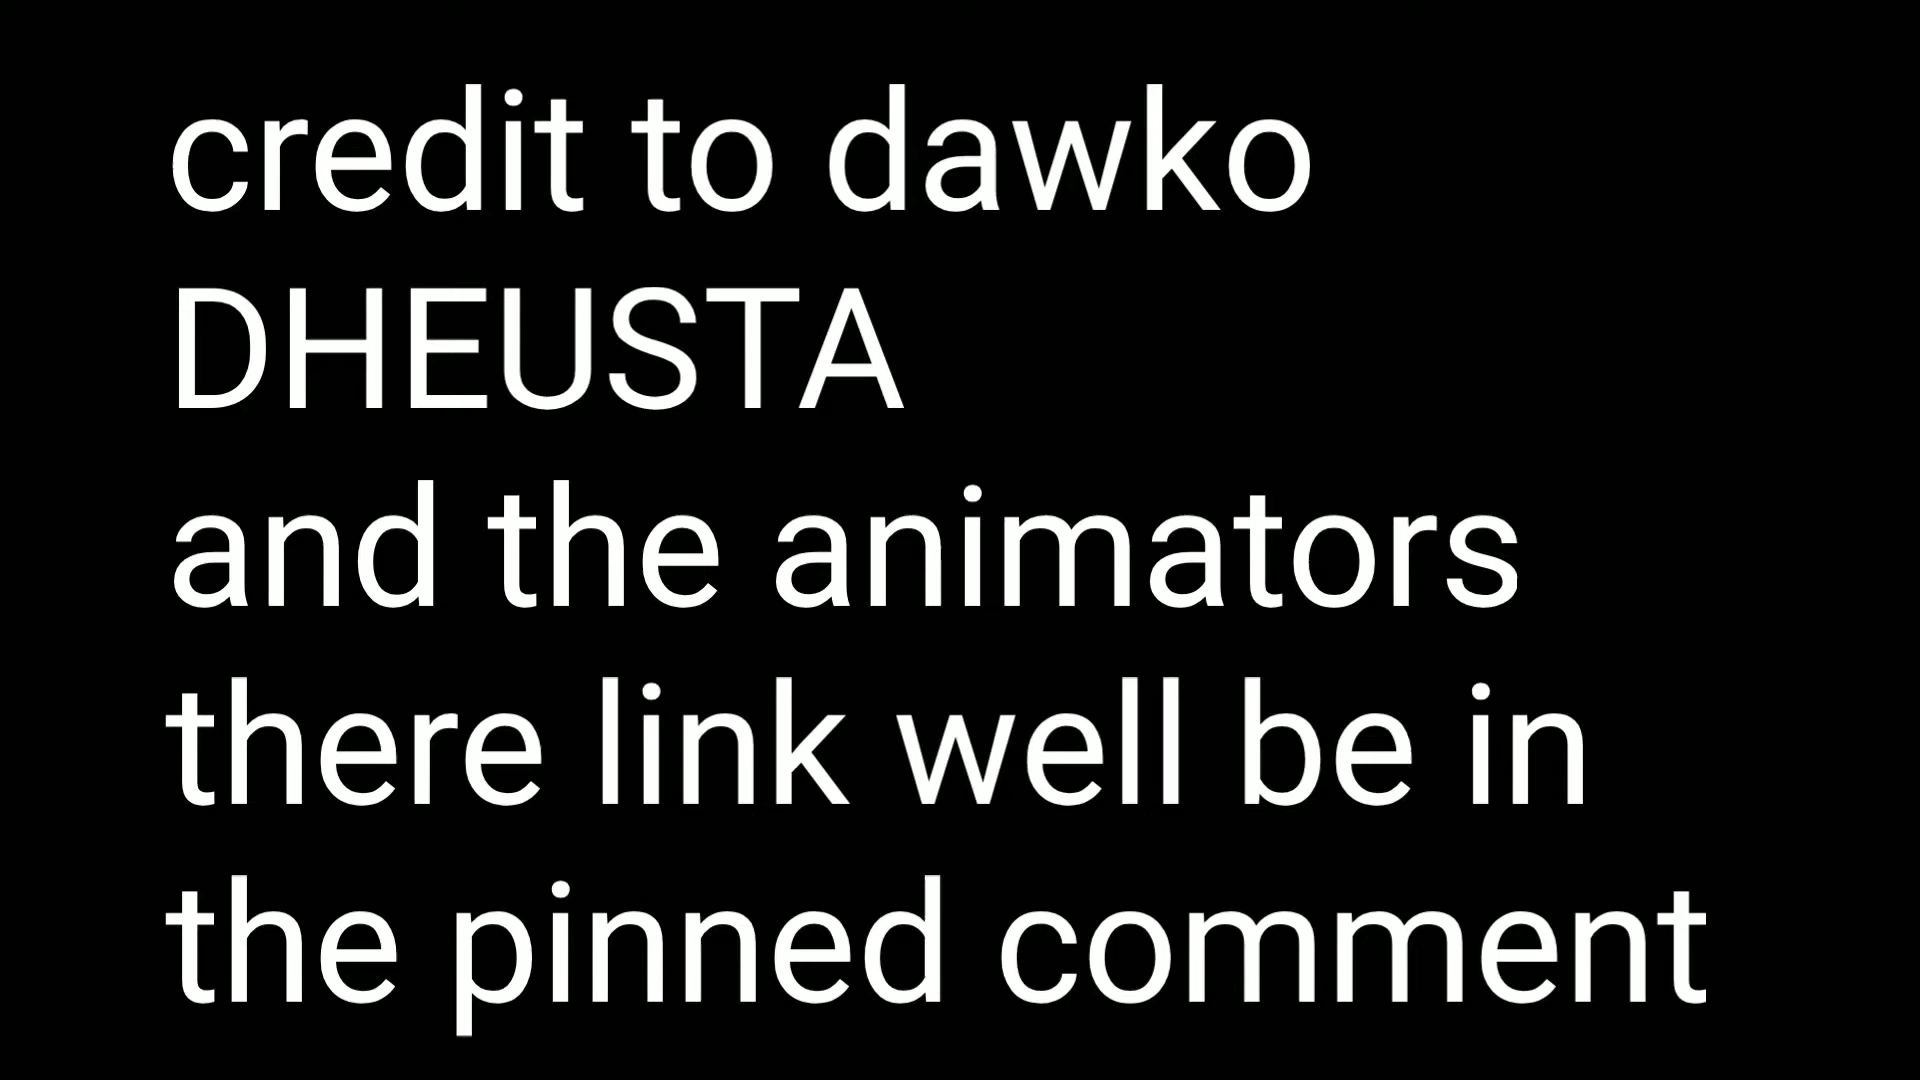 credit to dawko
DHEUSTA
and the animators
there link well be in
the pinned comment